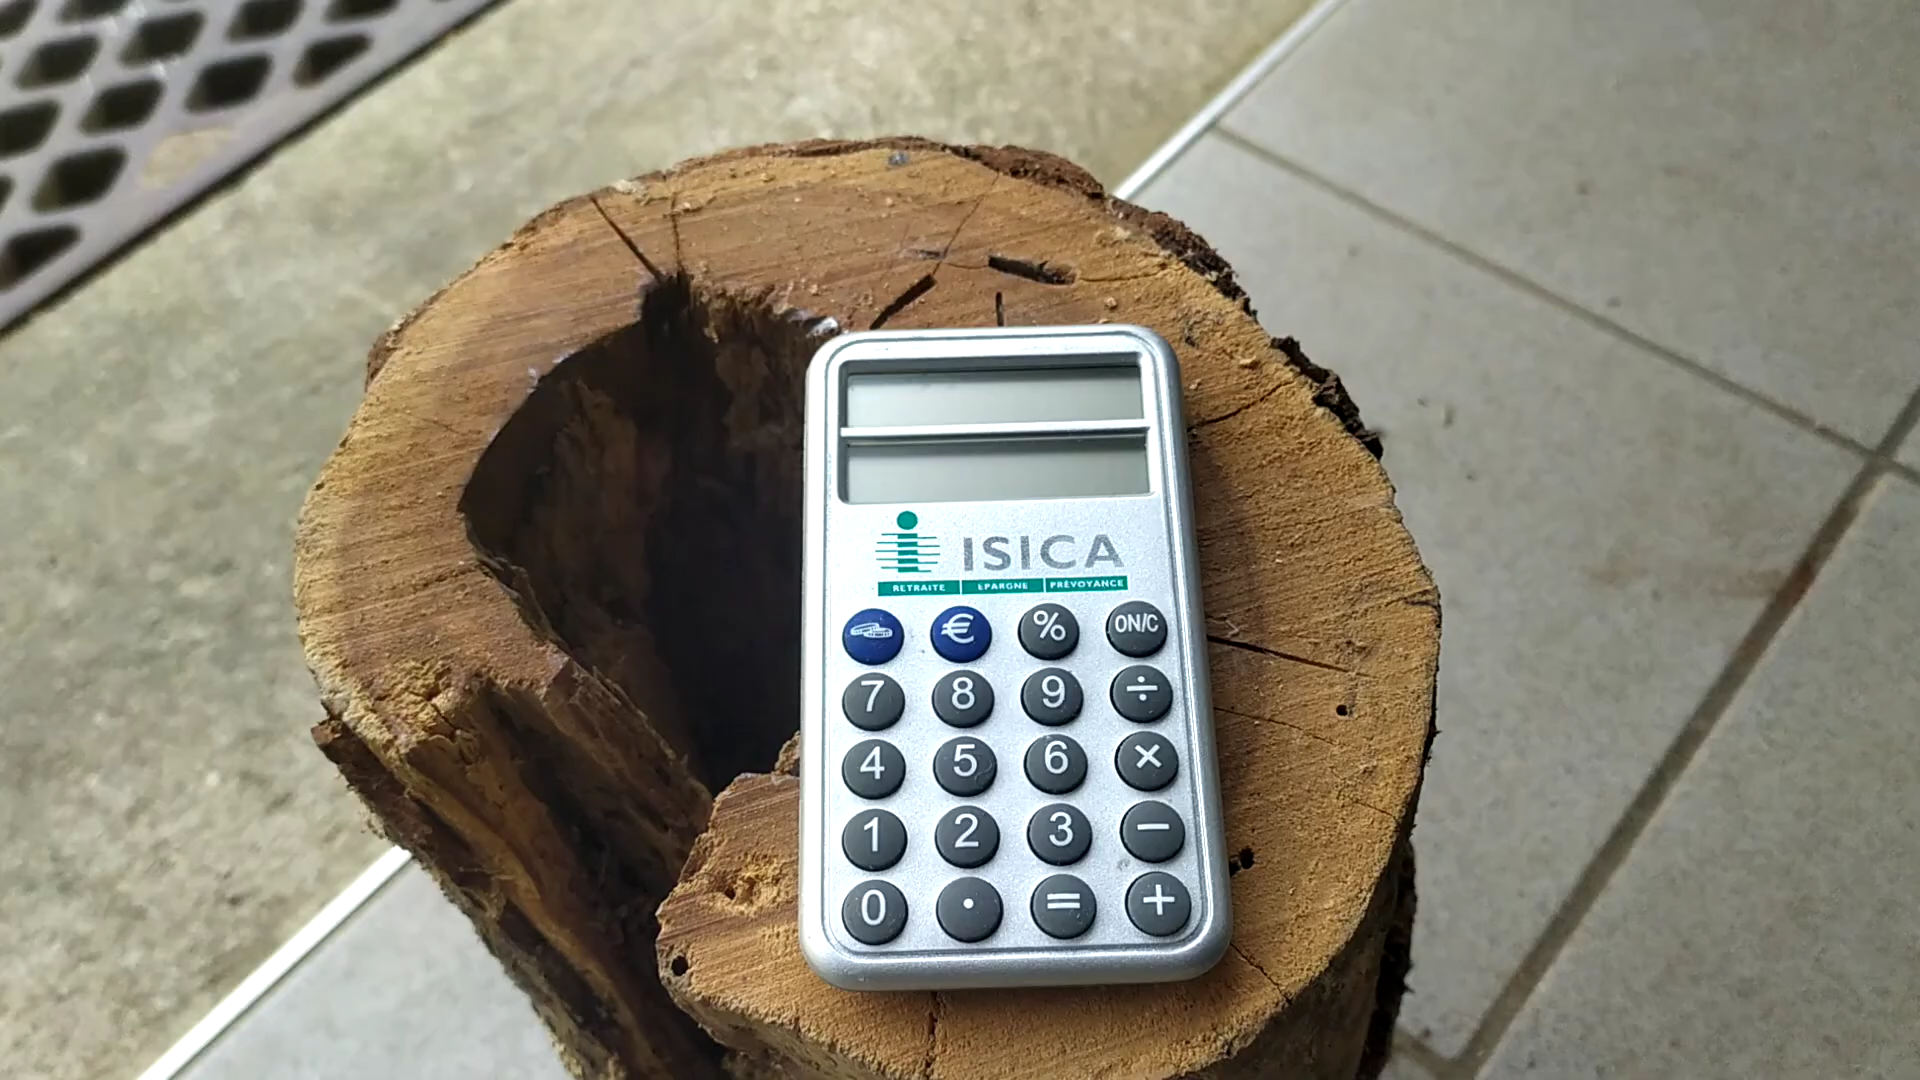 ISICA
RETRAITE EPARGNE PRÉVOYANCE
€ % ON/C
7 8 9 ÷
4 5 6 ×
1 2 3 −
0 . = +